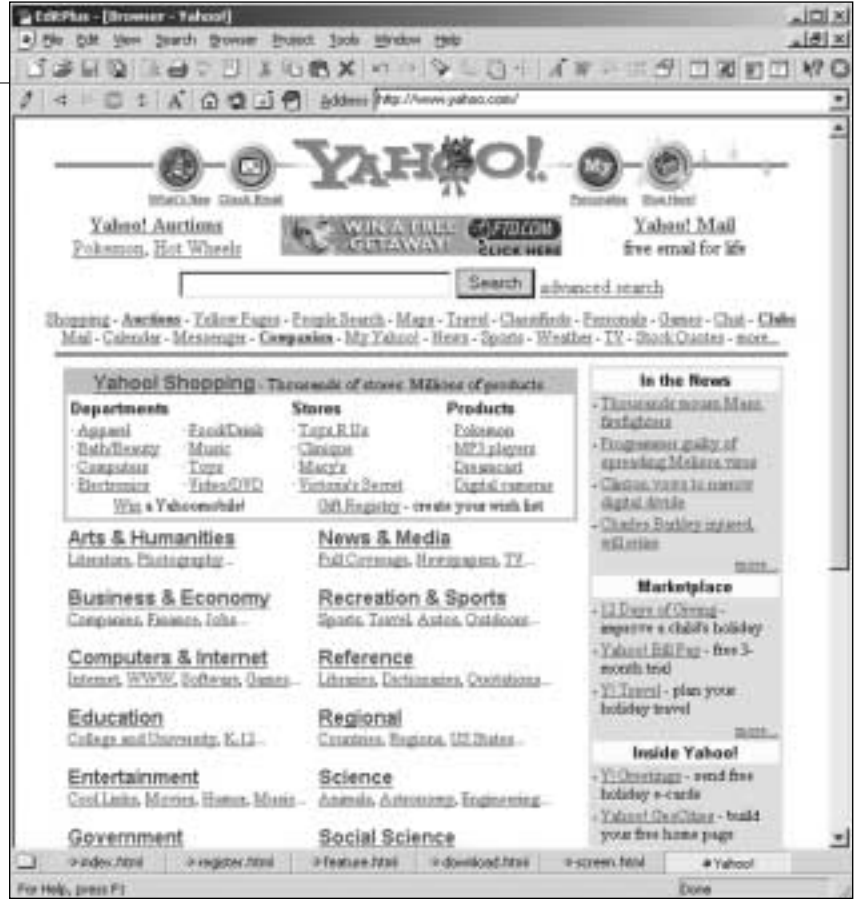 EditPlus - [Browser - Yahoo!]
File Edit View Search Browser Project Tools Window Help
Address http://www.yahoo.com/
YAHOO!
What's New Check Email Personalize
Yahoo! Auctions
Pokemon, Hot Wheels
WIN A FREE GETAWAY FTD.COM CLICK HERE
Yahoo! Mail
free email for life
Search advanced search
Shopping - Auctions - Yellow Pages - People Search - Maps - Travel - Classifieds - Personals - Games - Chat - Clubs
Mail - Calendar - Messenger - Companion - My Yahoo! - News - Sports - Weather - TV - Stock Quotes - more...
Yahoo! Shopping - Thousands of stores. Millions of products.
Departments Stores Products
· Apparel · Food/Drink · Toys R Us · Pokemon
· Bath/Beauty · Music · Clinique · MP3 players
· Computers · Toys · Macy's · Dreamcast
· Electronics · Video/DVD · Victoria's Secret · Digital cameras
Win a Yahoomobile! Gift Registry - create your wish list
Arts & Humanities
Literature, Photography...
News & Media
Full Coverage, Newspapers, TV...
Business & Economy
Companies, Finance, Jobs...
Recreation & Sports
Sports, Travel, Autos, Outdoors...
Computers & Internet
Internet, WWW, Software, Games...
Reference
Libraries, Dictionaries, Quotations...
Education
College and University, K-12...
Regional
Countries, Regions, US States...
Entertainment
Cool Links, Movies, Humor, Music...
Science
Animals, Astronomy, Engineering...
Government
Social Science
In the News
· Thousands mourn Mass. firefighters
· Programmer guilty of spreading Melissa virus
· Clinton vows to narrow digital divide
· Charles Barkley injured, will retire
more...
Marketplace
· 12 Days of Giving - improve a child's holiday
· Yahoo! Bill Pay - free 3-month trial
· Y! Travel - plan your holiday travel
more...
Inside Yahoo!
· Y! Greetings - send free holiday e-cards
· Yahoo! GeoCities - build your free home page
index.html register.html feature.html download.html screen.html Yahoo!
For Help, press F1 Done